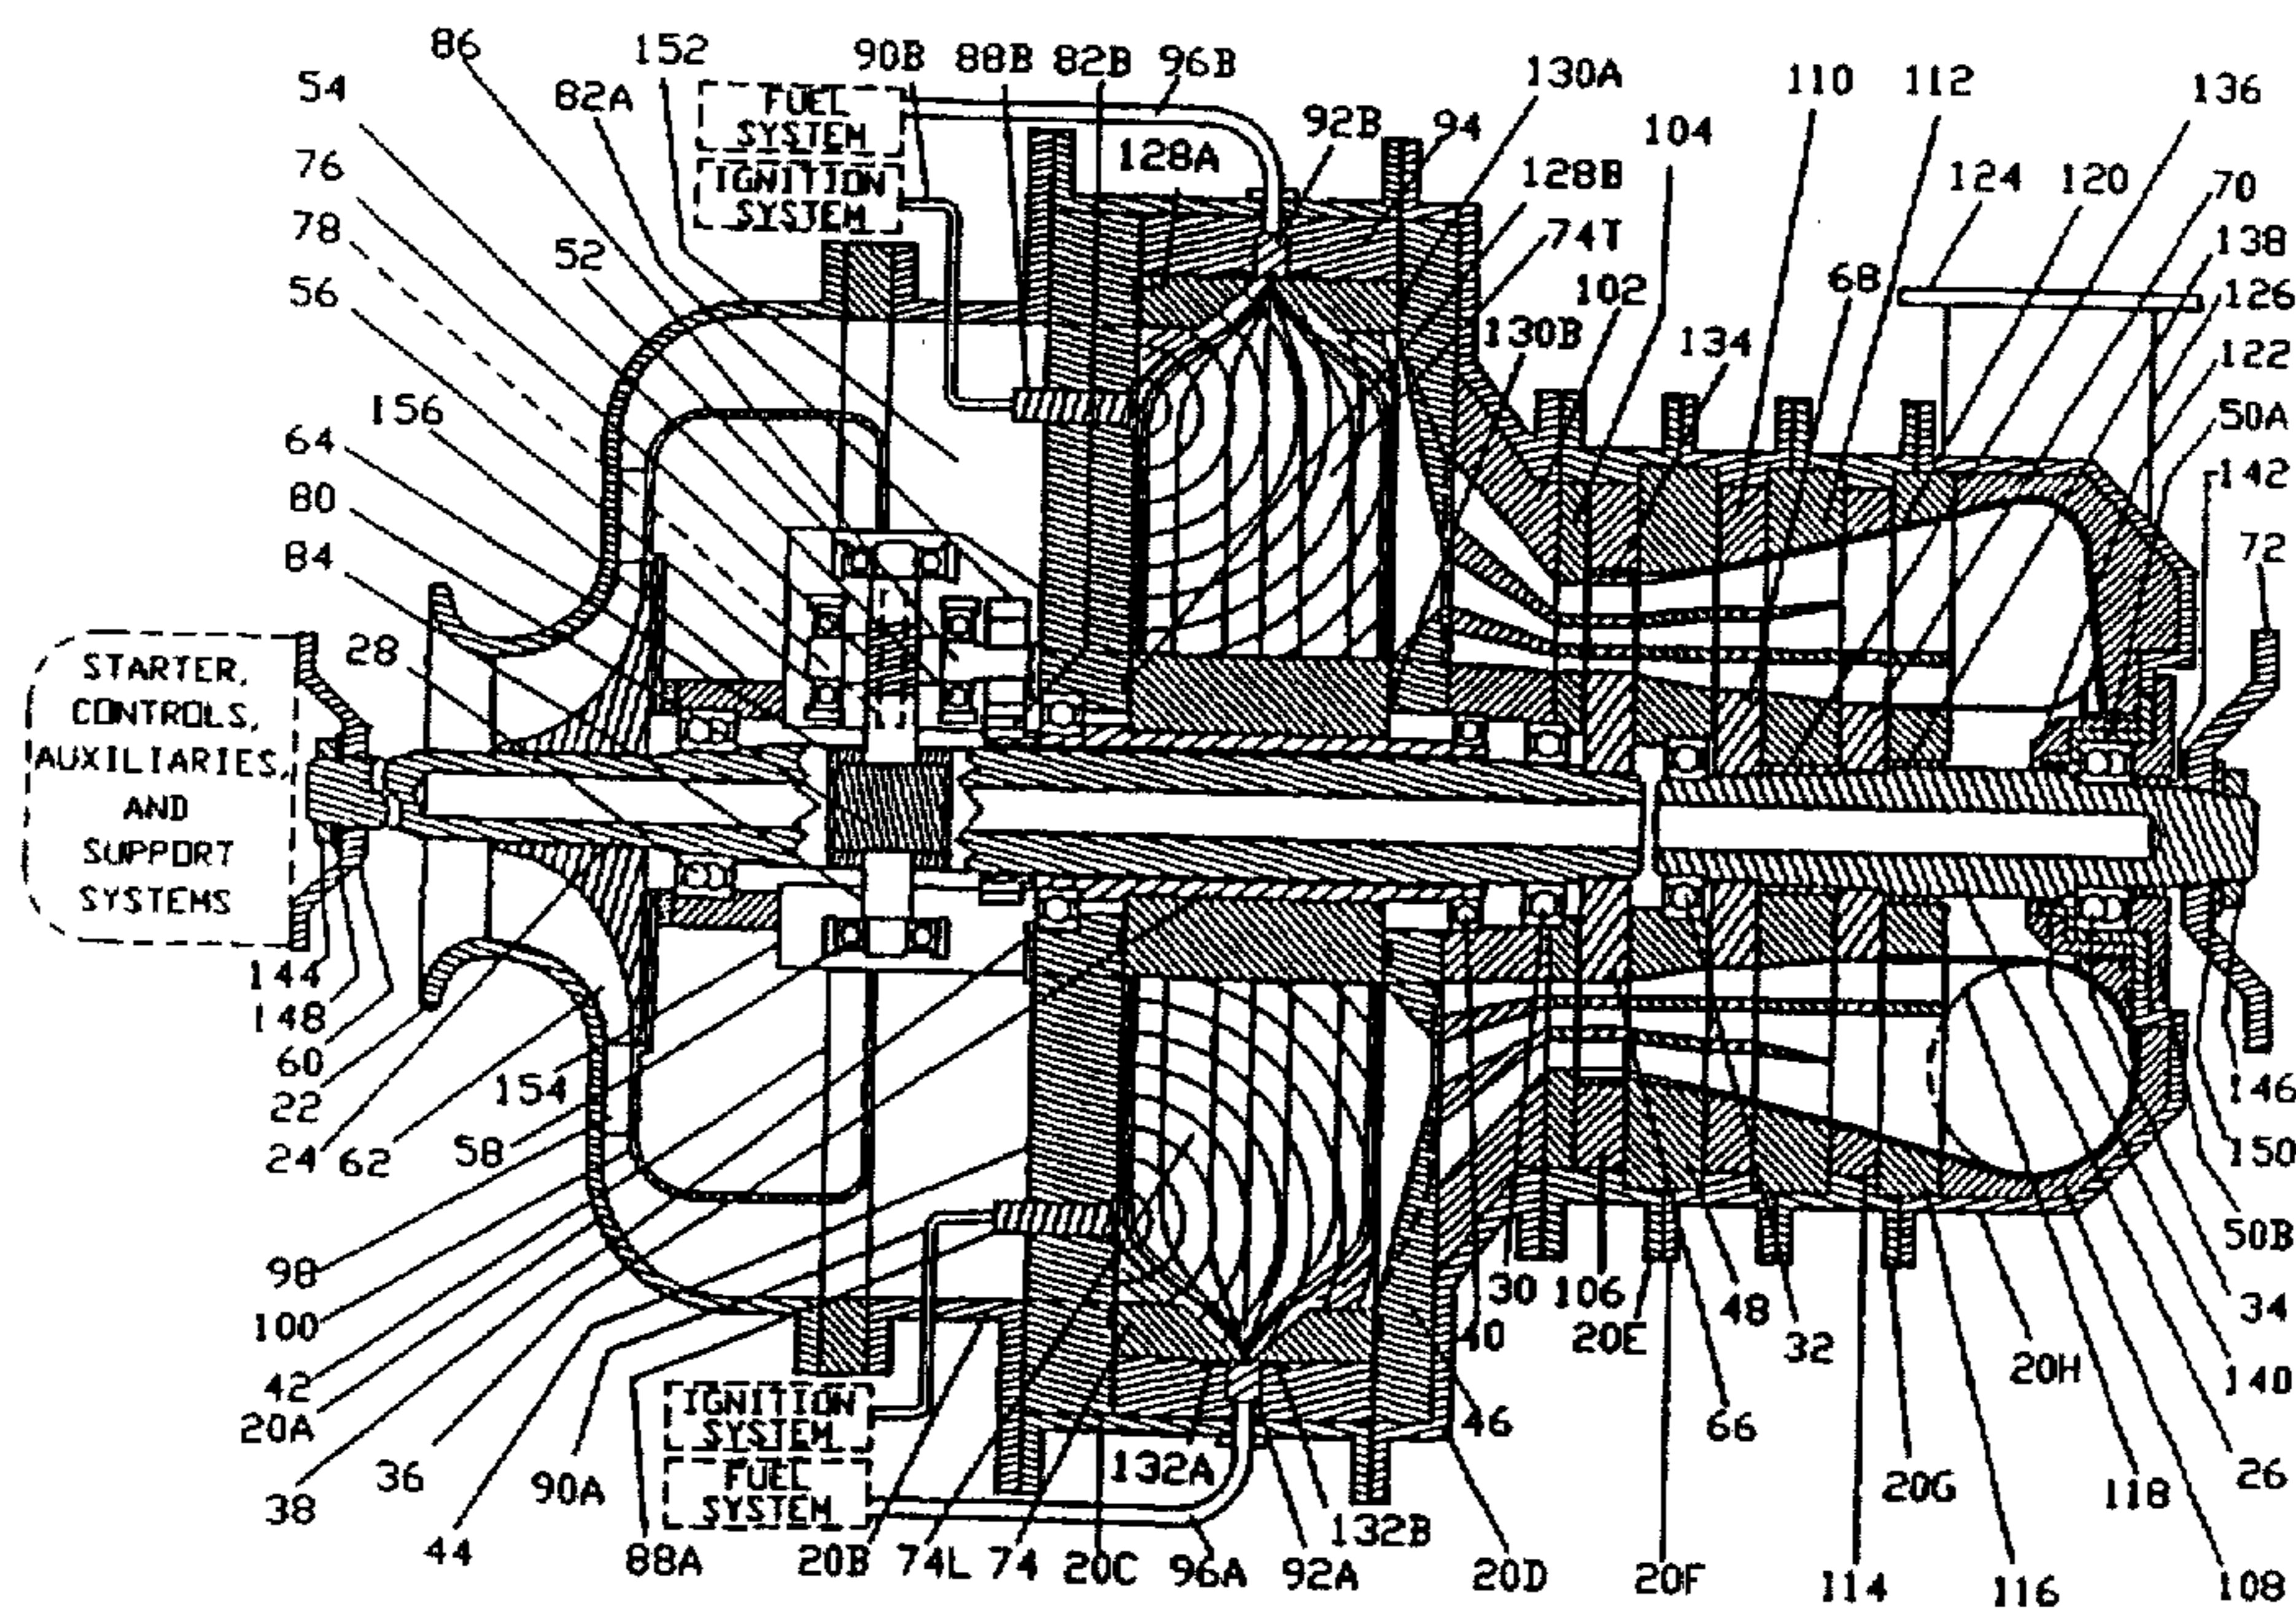 86
152
90B
88B
82B
96B
130A
110
112
136
54
82A
FUEL
SYSTEM
92B
94
104
76
128A
128B
124
120
70
IGNITION
SYSTEM
78
52
74T
68
138
56
102
126
156
130B
134
122
64
50A
80
142
84
72
STARTER,
CONTROLS,
AUXILIARIES,
AND
SUPPORT
SYSTEMS
28
144
148
60
22
154
146
24
62
58
150
98
50B
100
30
106
48
34
42
40
20E
32
20H
20A
140
36
IGNITION
SYSTEM
46
66
38
90A
132A
20G
118
26
FUEL
SYSTEM
44
88A
20B
74L
74
20C
96A
132B
92A
20D
20F
114
116
108